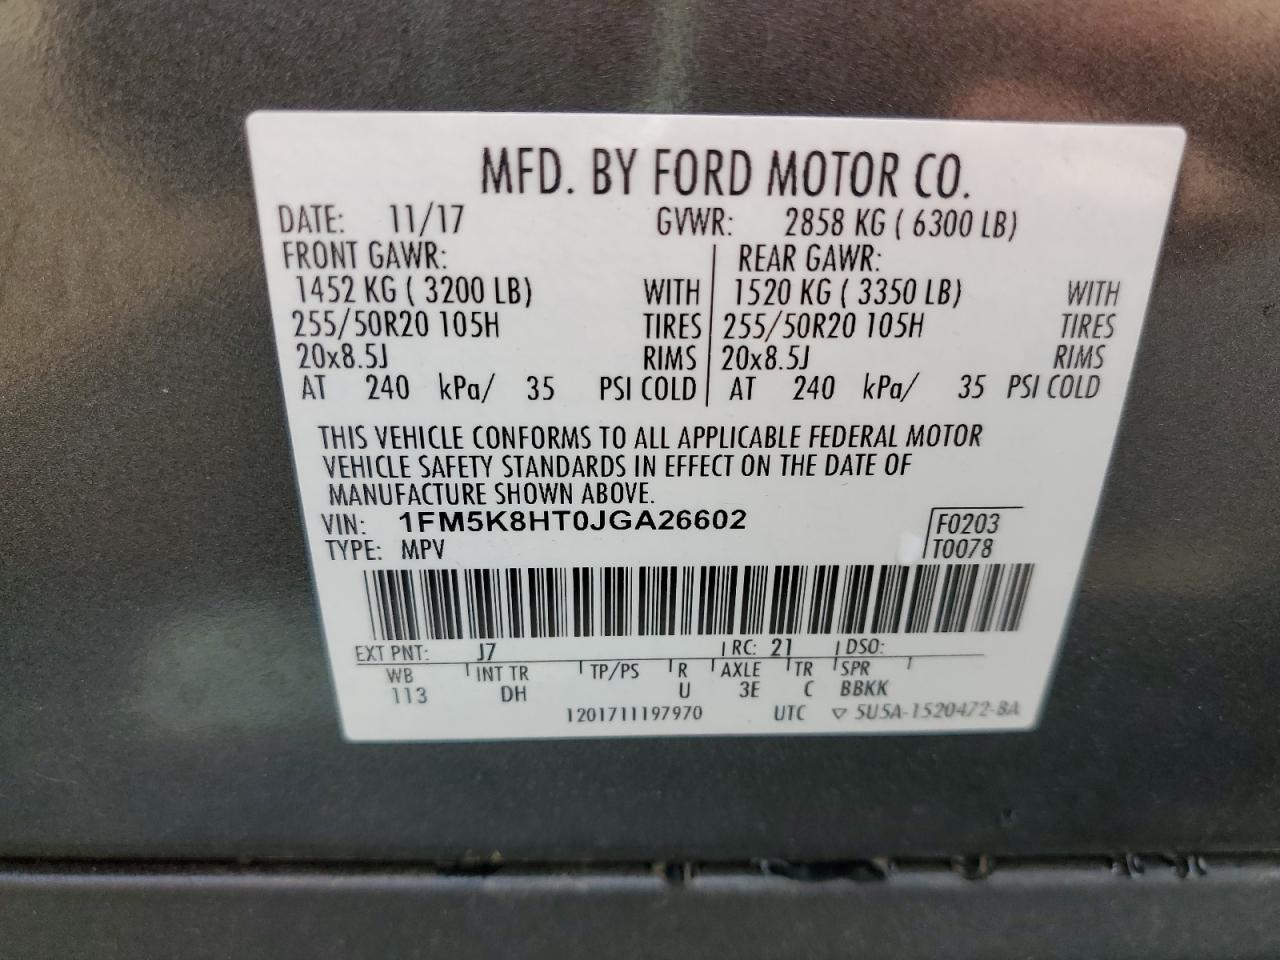 MFD. BY FORD MOTOR CO.
DATE: 11/17 GVWR: 2858 KG ( 6300 LB)
FRONT GAWR: REAR GAWR:
1452 KG ( 3200 LB) WITH 1520 KG ( 3350 LB) WITH
255/50R20 105H TIRES 255/50R20 105H TIRES
20x8.5J RIMS 20x8.5J RIMS
AT 240 kPa/ 35 PSI COLD AT 240 kPa/ 35 PSI COLD
THIS VEHICLE CONFORMS TO ALL APPLICABLE FEDERAL MOTOR
VEHICLE SAFETY STANDARDS IN EFFECT ON THE DATE OF
MANUFACTURE SHOWN ABOVE.
VIN: 1FM5K8HT0JGA26602 F0203
TYPE: MPV T0078
EXT PNT: J7 RC: 21 DSO:
WB INT TR TP/PS R AXLE TR SPR
113 DH U 3E C BBKK
1201711197970 UTC ▽ 5U5A-1520472-BA